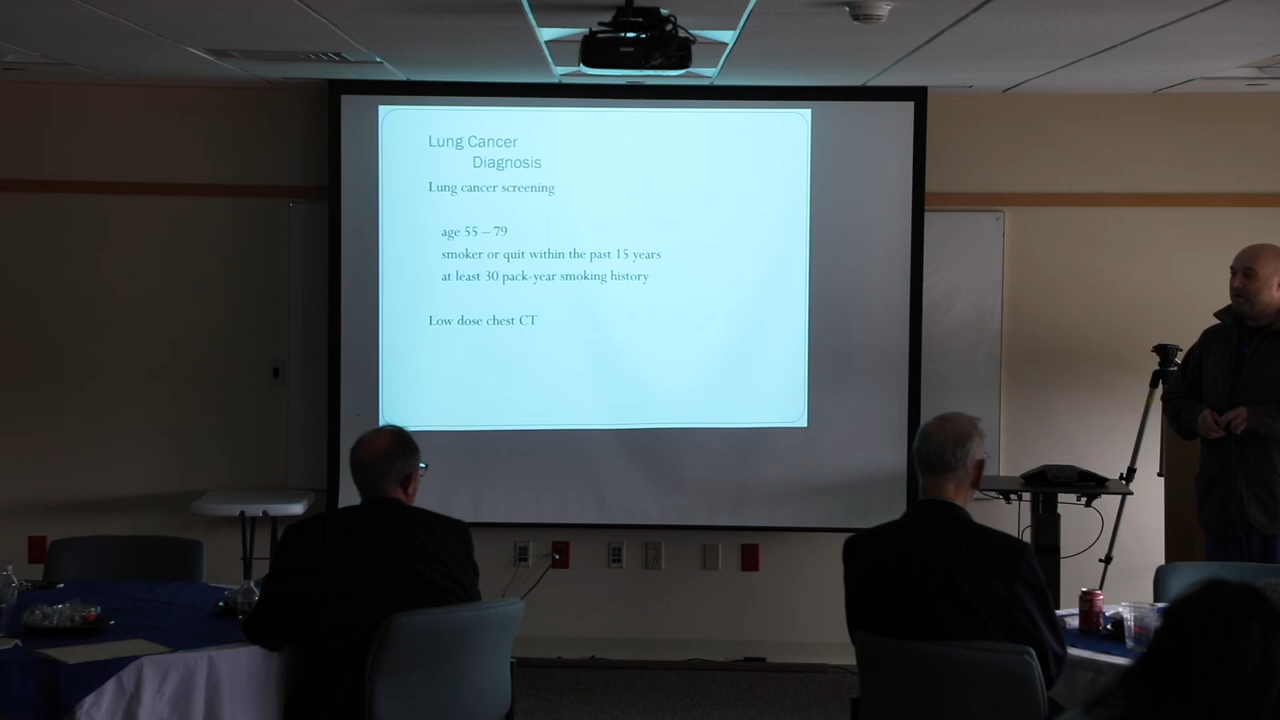 Lung Cancer
Diagnosis
Lung cancer screening
age 55 – 79
smoker or quit within the past 15 years
at least 30 pack-year smoking history
Low dose chest CT